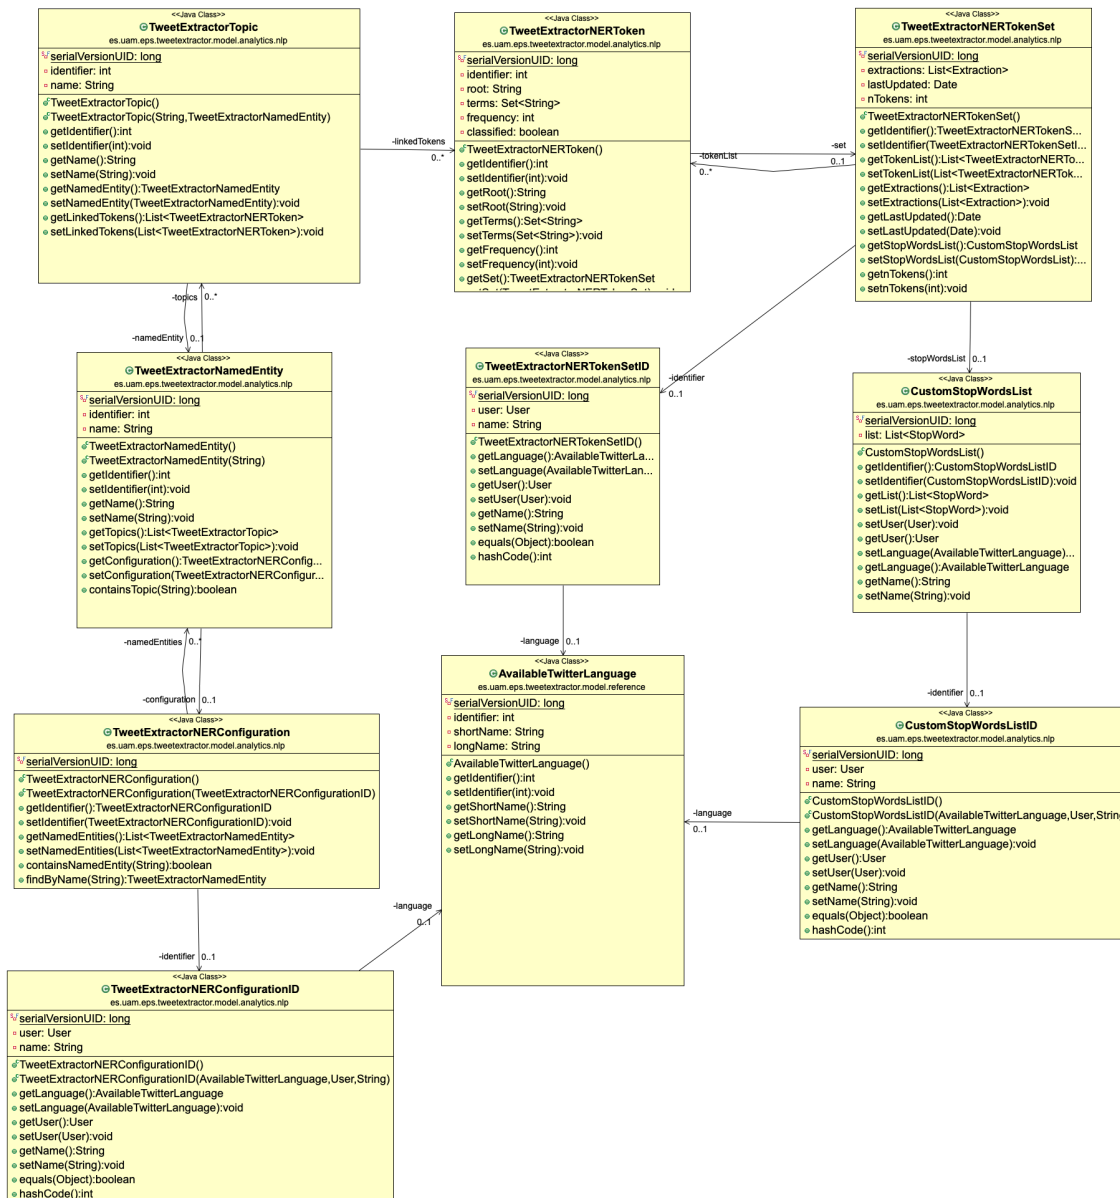 <<Java Class>>
TweetExtractorTopic
es.uam.eps.tweetextractor.model.analytics.nlp
serialVersionUID: long
identifier: int
name: String
TweetExtractorTopic()
TweetExtractorTopic(String,TweetExtractorNamedEntity)
getIdentifier():int
setIdentifier(int):void
getName():String
setName(String):void
getNamedEntity():TweetExtractorNamedEntity
setNamedEntity(TweetExtractorNamedEntity):void
getLinkedTokens():List<TweetExtractorNERToken>
setLinkedTokens(List<TweetExtractorNERToken>):void
-linkedTokens
0..*
<<Java Class>>
TweetExtractorNERToken
es.uam.eps.tweetextractor.model.analytics.nlp
serialVersionUID: long
identifier: int
root: String
terms: Set<String>
frequency: int
classified: boolean
TweetExtractorNERToken()
getIdentifier():int
setIdentifier(int):void
getRoot():String
setRoot(String):void
getTerms():Set<String>
setTerms(Set<String>):void
getFrequency():int
setFrequency(int):void
getSet():TweetExtractorNERTokenSet
-tokenList
0..*
-set
0..1
<<Java Class>>
TweetExtractorNERTokenSet
es.uam.eps.tweetextractor.model.analytics.nlp
serialVersionUID: long
extractions: List<Extraction>
lastUpdated: Date
nTokens: int
TweetExtractorNERTokenSet()
getIdentifier():TweetExtractorNERTokenS...
setIdentifier(TweetExtractorNERTokenSetI...
getTokenList():List<TweetExtractorNERTo...
setTokenList(List<TweetExtractorNERTok...
getExtractions():List<Extraction>
setExtractions(List<Extraction>):void
getLastUpdated():Date
setLastUpdated(Date):void
getStopWordsList():CustomStopWordsList
setStopWordsList(CustomStopWordsList):...
getnTokens():int
setnTokens(int):void
-topics 0..*
-namedEntity 0..1
<<Java Class>>
TweetExtractorNamedEntity
es.uam.eps.tweetextractor.model.analytics.nlp
serialVersionUID: long
identifier: int
name: String
TweetExtractorNamedEntity()
TweetExtractorNamedEntity(String)
getIdentifier():int
setIdentifier(int):void
getName():String
setName(String):void
getTopics():List<TweetExtractorTopic>
setTopics(List<TweetExtractorTopic>):void
getConfiguration():TweetExtractorNERConfig...
setConfiguration(TweetExtractorNERConfigur...
containsTopic(String):boolean
<<Java Class>>
TweetExtractorNERTokenSetID
es.uam.eps.tweetextractor.model.analytics.nlp
serialVersionUID: long
user: User
name: String
TweetExtractorNERTokenSetID()
getLanguage():AvailableTwitterLa...
setLanguage(AvailableTwitterLan...
getUser():User
setUser(User):void
getName():String
setName(String):void
equals(Object):boolean
hashCode():int
-identifier
0..1
-stopWordsList 0..1
<<Java Class>>
CustomStopWordsList
es.uam.eps.tweetextractor.model.analytics.nlp
serialVersionUID: long
list: List<StopWord>
CustomStopWordsList()
getIdentifier():CustomStopWordsListID
setIdentifier(CustomStopWordsListID):void
getList():List<StopWord>
setList(List<StopWord>):void
setUser(User):void
getUser():User
setLanguage(AvailableTwitterLanguage)...
getLanguage():AvailableTwitterLanguage
getName():String
setName(String):void
-namedEntities 0..*
-configuration 0..1
<<Java Class>>
TweetExtractorNERConfiguration
es.uam.eps.tweetextractor.model.analytics.nlp
serialVersionUID: long
TweetExtractorNERConfiguration()
TweetExtractorNERConfiguration(TweetExtractorNERConfigurationID)
getIdentifier():TweetExtractorNERConfigurationID
setIdentifier(TweetExtractorNERConfigurationID):void
getNamedEntities():List<TweetExtractorNamedEntity>
setNamedEntities(List<TweetExtractorNamedEntity>):void
containsNamedEntity(String):boolean
findByName(String):TweetExtractorNamedEntity
-language 0..1
<<Java Class>>
AvailableTwitterLanguage
es.uam.eps.tweetextractor.model.reference
serialVersionUID: long
identifier: int
shortName: String
longName: String
AvailableTwitterLanguage()
getIdentifier():int
setIdentifier(int):void
getShortName():String
setShortName(String):void
getLongName():String
setLongName(String):void
-language
0..1
-identifier 0..1
<<Java Class>>
CustomStopWordsListID
es.uam.eps.tweetextractor.model.analytics.nlp
serialVersionUID: long
user: User
name: String
CustomStopWordsListID()
CustomStopWordsListID(AvailableTwitterLanguage,User,String
getLanguage():AvailableTwitterLanguage
setLanguage(AvailableTwitterLanguage):void
getUser():User
setUser(User):void
getName():String
setName(String):void
equals(Object):boolean
hashCode():int
-language
0..1
-identifier 0..1
<<Java Class>>
TweetExtractorNERConfigurationID
es.uam.eps.tweetextractor.model.analytics.nlp
serialVersionUID: long
user: User
name: String
TweetExtractorNERConfigurationID()
TweetExtractorNERConfigurationID(AvailableTwitterLanguage,User,String)
getLanguage():AvailableTwitterLanguage
setLanguage(AvailableTwitterLanguage):void
getUser():User
setUser(User):void
getName():String
setName(String):void
equals(Object):boolean
hashCode():int